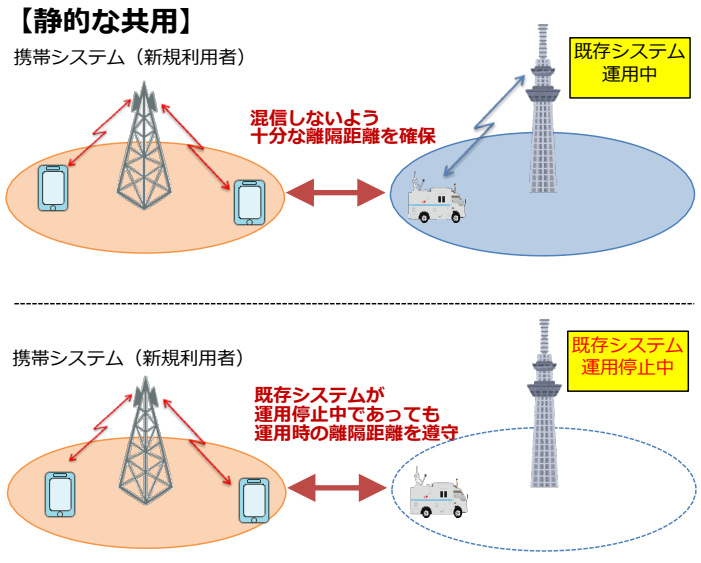 【静的な共用】
携帯システム（新規利用者）
既存システム
運用中
混信しないよう
十分な離隔距離を確保
携帯システム（新規利用者）
既存システム
運用停止中
既存システムが
運用停止中であっても
運用時の離隔距離を遵守